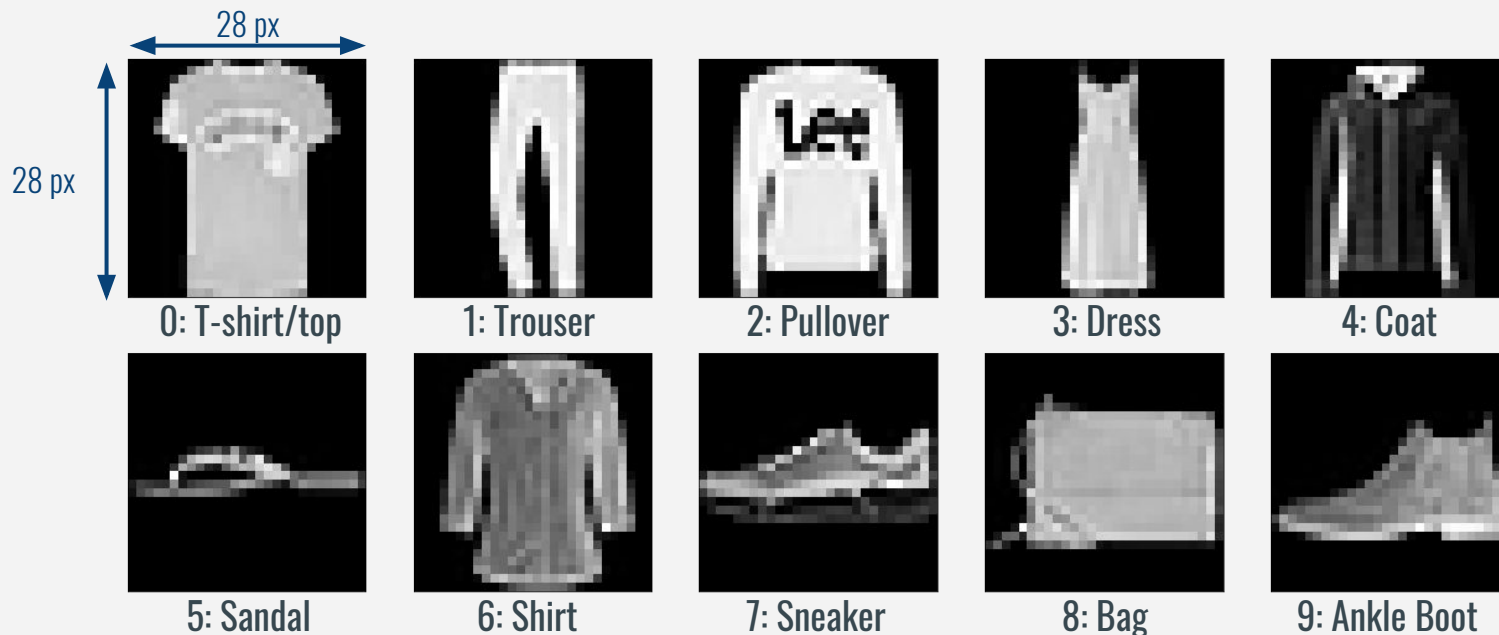 28 px
28 px
0: T-shirt/top
1: Trouser
2: Pullover
3: Dress
4: Coat
5: Sandal
6: Shirt
7: Sneaker
8: Bag
9: Ankle Boot